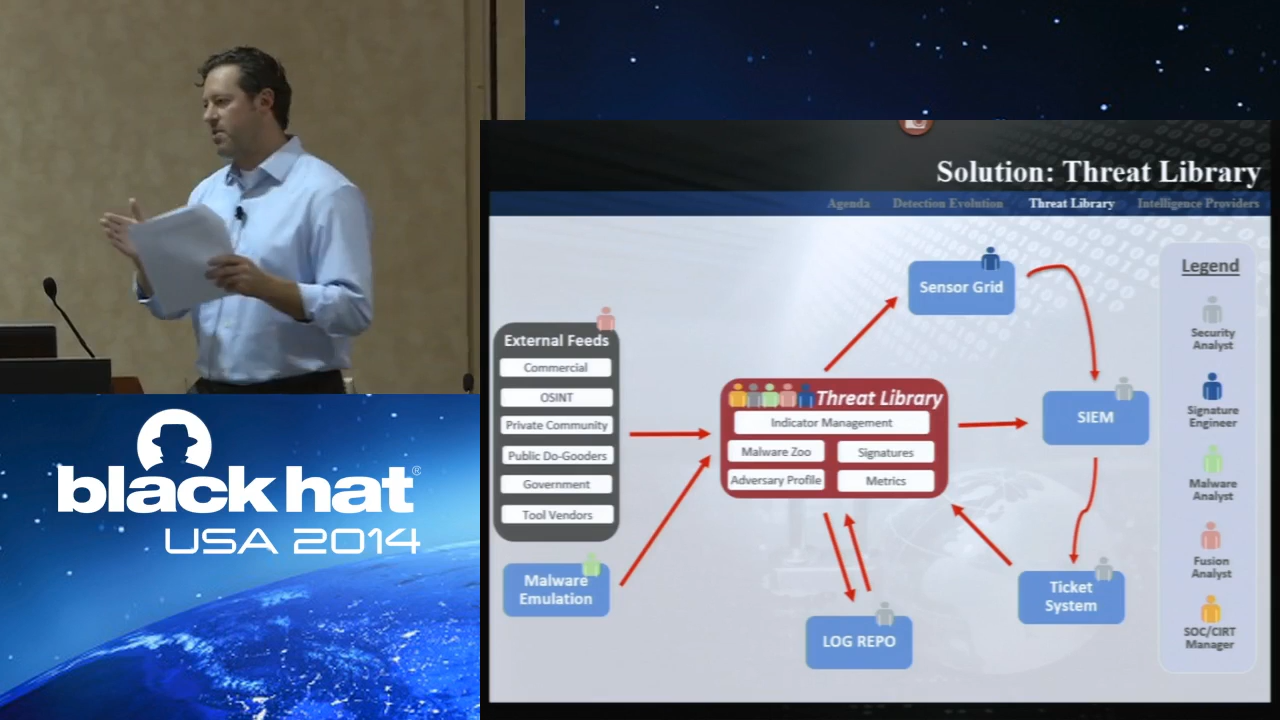 Solution: Threat Library
Agenda Detection Evolution Threat Library Intelligence Providers
Sensor Grid
External Feeds
Commercial
OSINT
Private Community
Public Do-Gooders
Government
Tool Vendors
Malware
Emulation
Threat Library
Indicator Management
Malware Zoo
Signatures
Adversary Profile
Metrics
SIEM
Ticket
System
LOG REPO
Legend
Security
Analyst
Signature
Engineer
Malware
Analyst
Fusion
Analyst
SOC/CIRT
Manager
black hat®
USA 2014